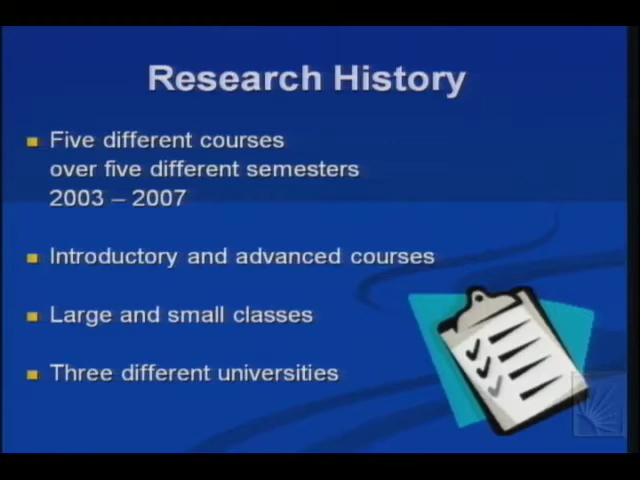 Research History
Five different courses
over five different semesters
2003 – 2007
Introductory and advanced courses
Large and small classes
Three different universities